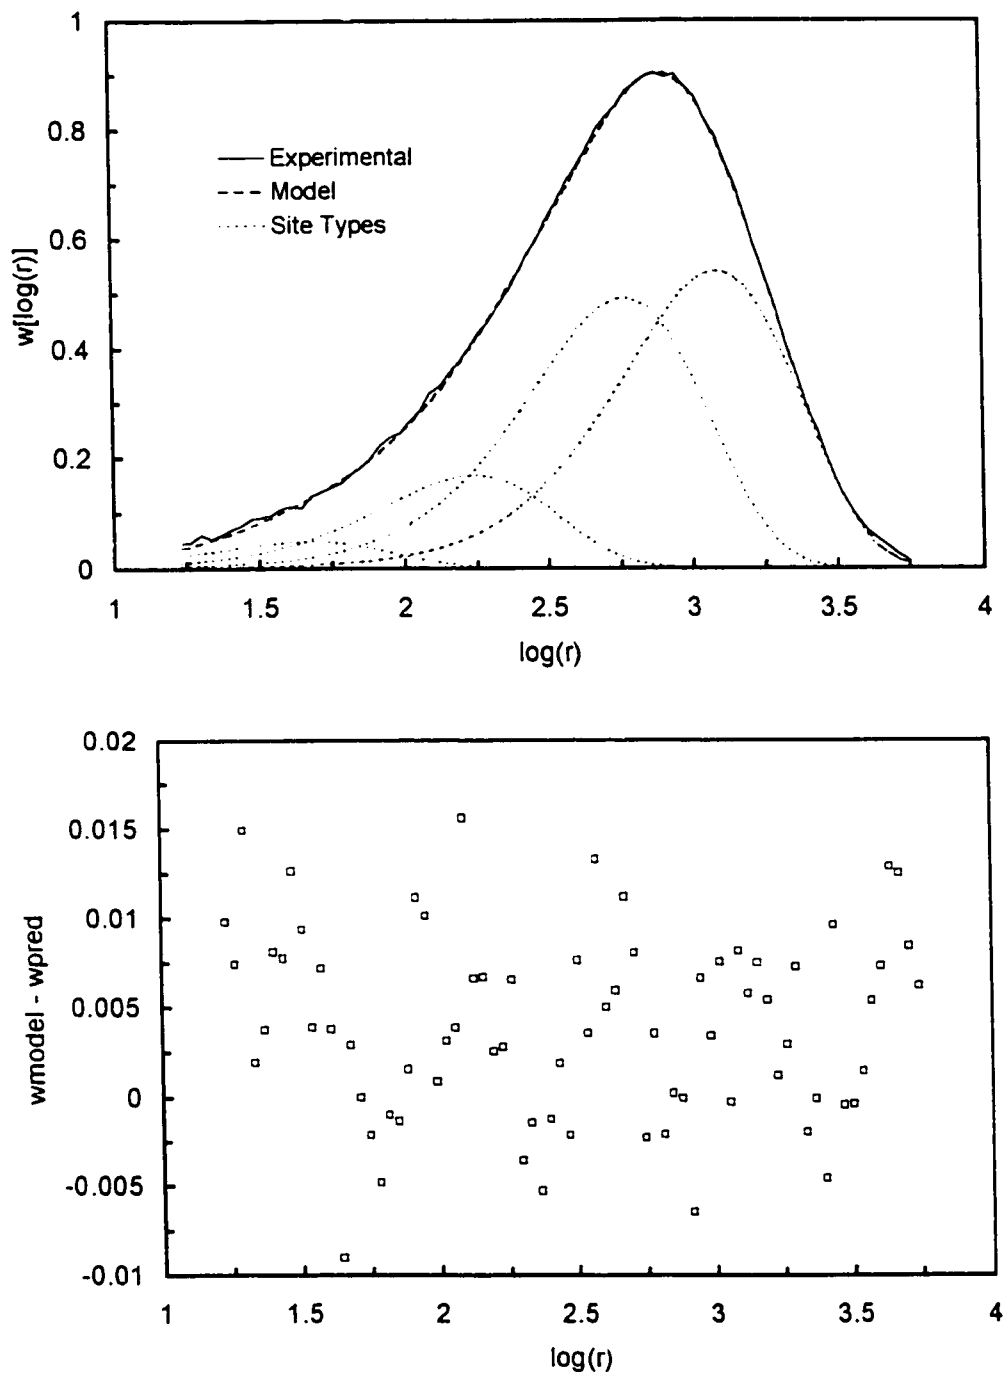 1
0.8
0.6
0.4
0.2
0
w[log(r)]
Experimental
Model
Site Types
1 1.5 2 2.5 3 3.5 4
log(r)
0.02
0.015
0.01
0.005
0
-0.005
-0.01
wmodel - wpred
1 1.5 2 2.5 3 3.5 4
log(r)